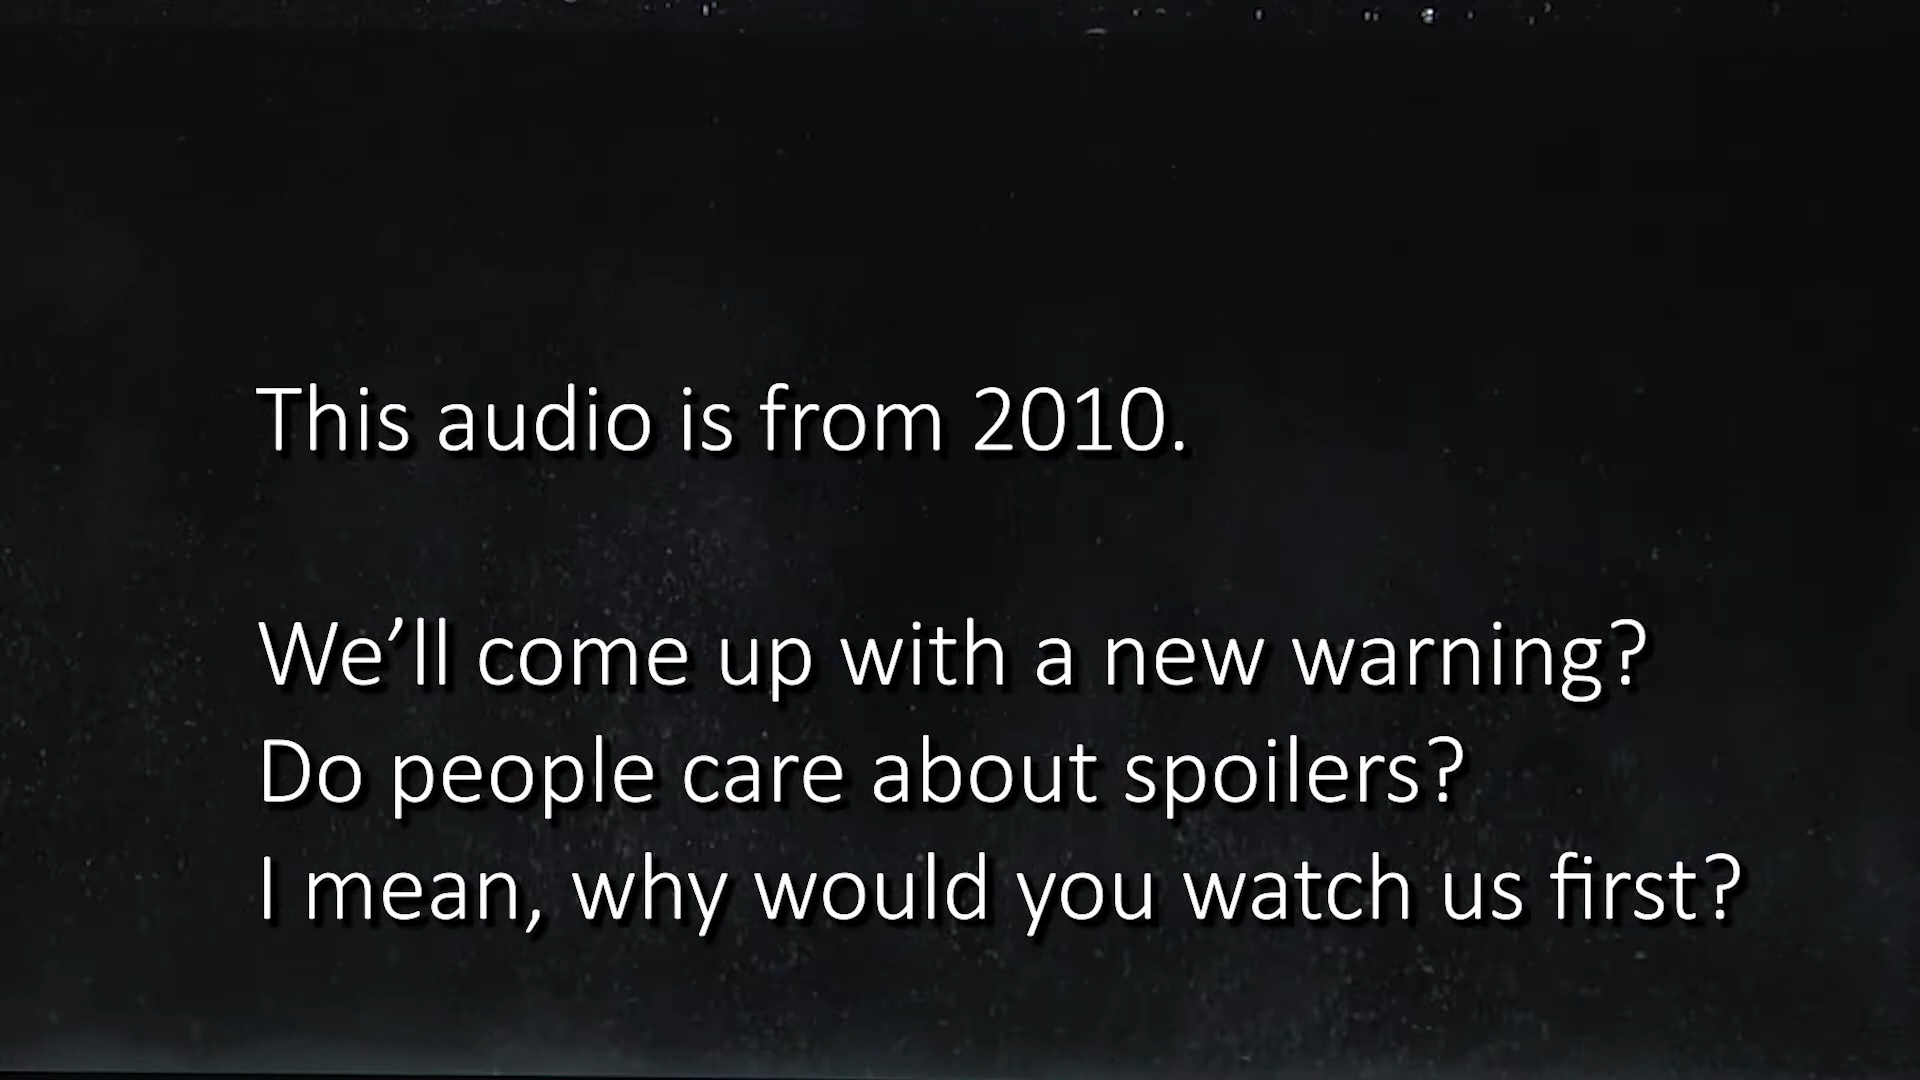 This audio is from 2010.
We’ll come up with a new warning?
Do people care about spoilers?
I mean, why would you watch us first?